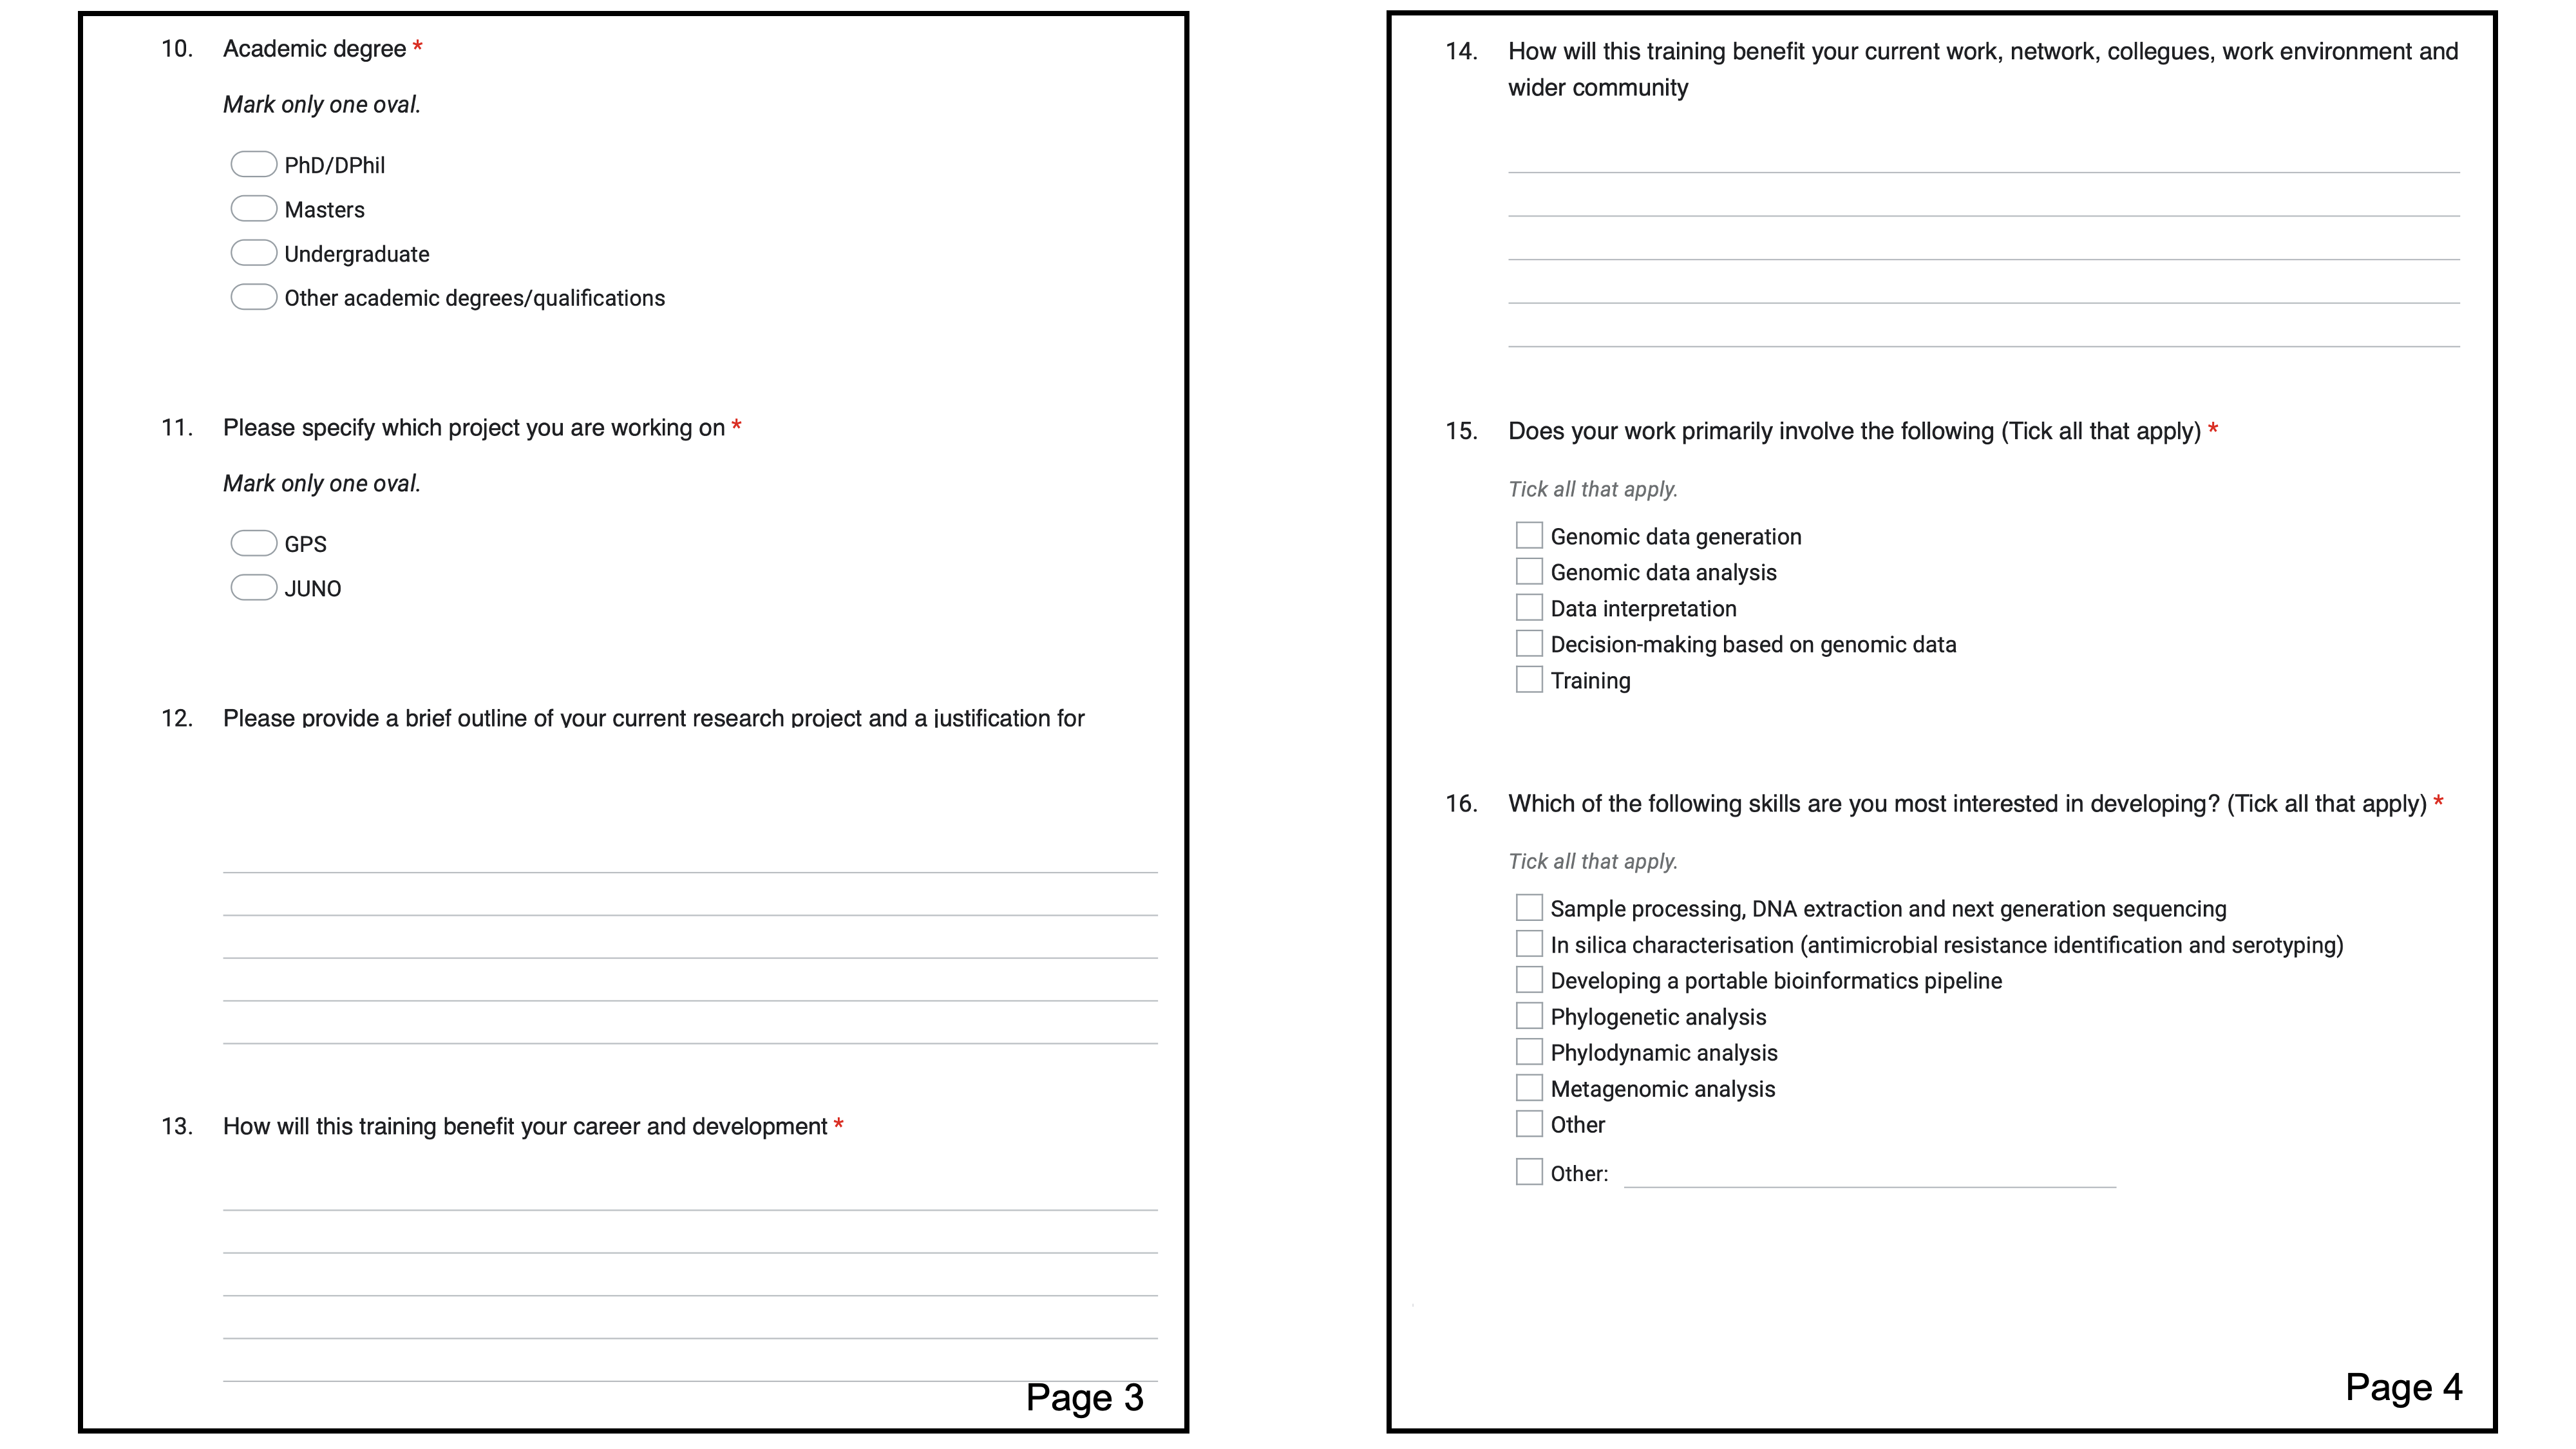 10. Academic degree *
Mark only one oval.
PhD/DPhil
Masters
Undergraduate
Other academic degrees/qualifications
11. Please specify which project you are working on *
Mark only one oval.
GPS
JUNO
12. Please provide a brief outline of your current research project and a justification for
13. How will this training benefit your career and development *
Page 3
14. How will this training benefit your current work, network, collegues, work environment and
wider community
15. Does your work primarily involve the following (Tick all that apply) *
Tick all that apply.
Genomic data generation
Genomic data analysis
Data interpretation
Decision-making based on genomic data
Training
16. Which of the following skills are you most interested in developing? (Tick all that apply) *
Tick all that apply.
Sample processing, DNA extraction and next generation sequencing
In silica characterisation (antimicrobial resistance identification and serotyping)
Developing a portable bioinformatics pipeline
Phylogenetic analysis
Phylodynamic analysis
Metagenomic analysis
Other
Other:
Page 4